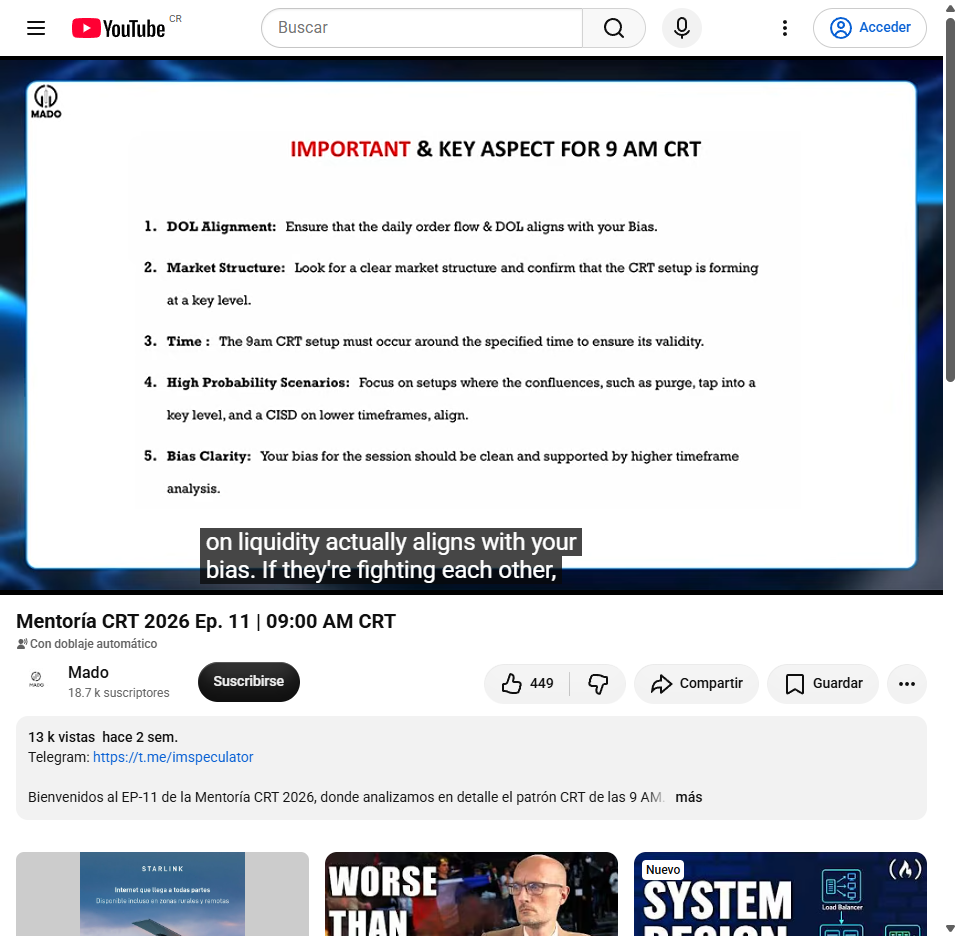 YouTube
CR
Buscar
Acceder
MADO
IMPORTANT & KEY ASPECT FOR 9 AM CRT
1. DOL Alignment: Ensure that the daily order flow & DOL aligns with your Bias.
2. Market Structure: Look for a clear market structure and confirm that the CRT setup is forming
at a key level.
3. Time : The 9am CRT setup must occur around the specified time to ensure its validity.
4. High Probability Scenarios: Focus on setups where the confluences, such as purge, tap into a
key level, and a CISD on lower timeframes, align.
5. Bias Clarity: Your bias for the session should be clean and supported by higher timeframe
analysis.
on liquidity actually aligns with your
bias. If they're fighting each other,
Mentoría CRT 2026 Ep. 11 | 09:00 AM CRT
Con doblaje automático
MADO
Mado
18.7 k suscriptores
Suscribirse
449
Compartir
Guardar
13 k vistas hace 2 sem.
Telegram: https://t.me/imspeculator
Bienvenidos al EP-11 de la Mentoría CRT 2026, donde analizamos en detalle el patrón CRT de las 9 AM. más
STARLINK
Internet que llega a todas partes
Disponible incluso en zonas rurales y remotas
WORSE
THAN
Nuevo
SYSTEM
DESIGN
Load Balancer